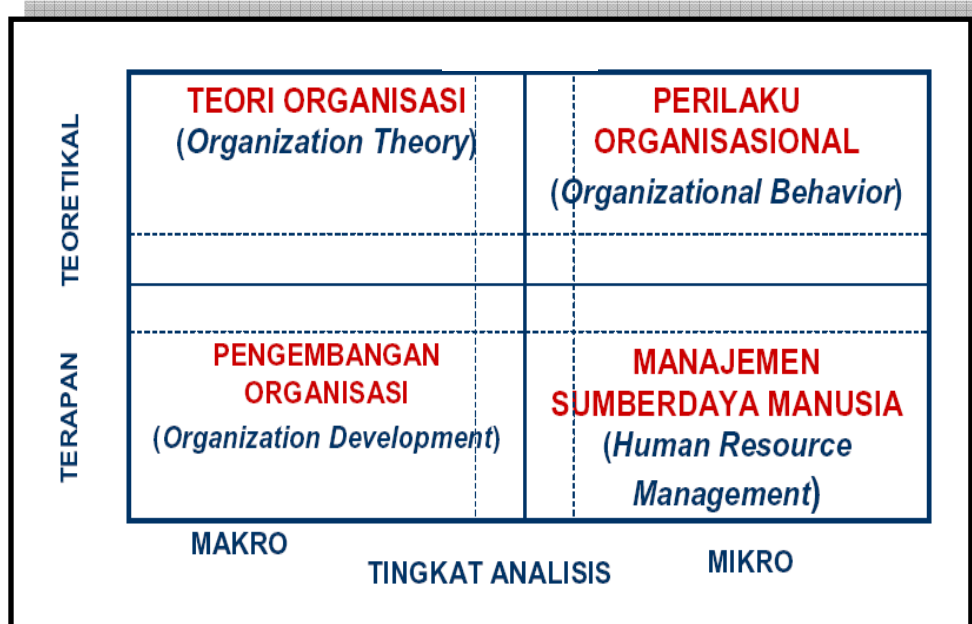 TEORETIKAL
TEORI ORGANISASI
(Organization Theory)
PERILAKU
ORGANISASIONAL
(Organizational Behavior)
TERAPAN
PENGEMBANGAN
ORGANISASI
(Organization Development)
MANAJEMEN
SUMBERDAYA MANUSIA
(Human Resource
Management)
MAKRO
TINGKAT ANALISIS
MIKRO